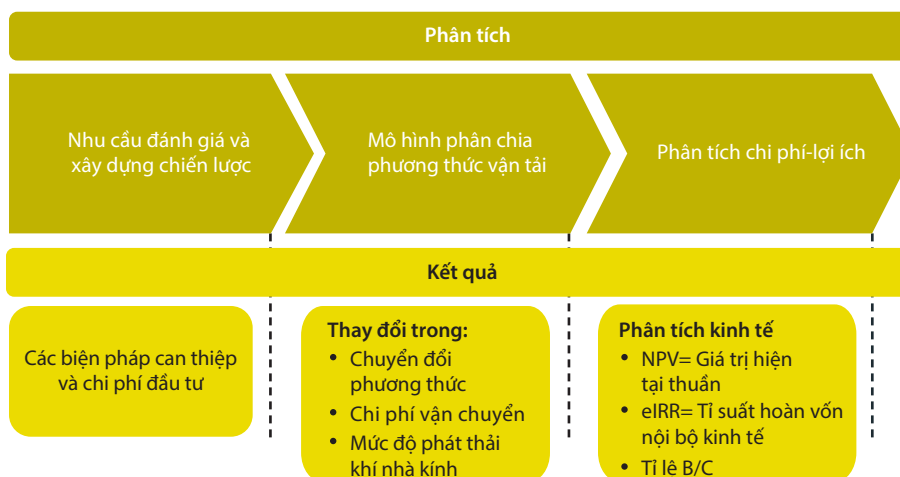 Phân tích
Nhu cầu đánh giá và
xây dựng chiến lược
Mô hình phân chia
phương thức vận tải
Phân tích chi phí-lợi ích
Kết quả
Các biện pháp can thiệp
và chi phí đầu tư
Thay đổi trong:
• Chuyển đổi
phương thức
• Chi phí vận chuyển
• Mức độ phát thải
khí nhà kính
Phân tích kinh tế
• NPV= Giá trị hiện
tại thuần
• eIRR= Tỉ suất hoàn vốn
nội bộ kinh tế
• Tỉ lệ B/C